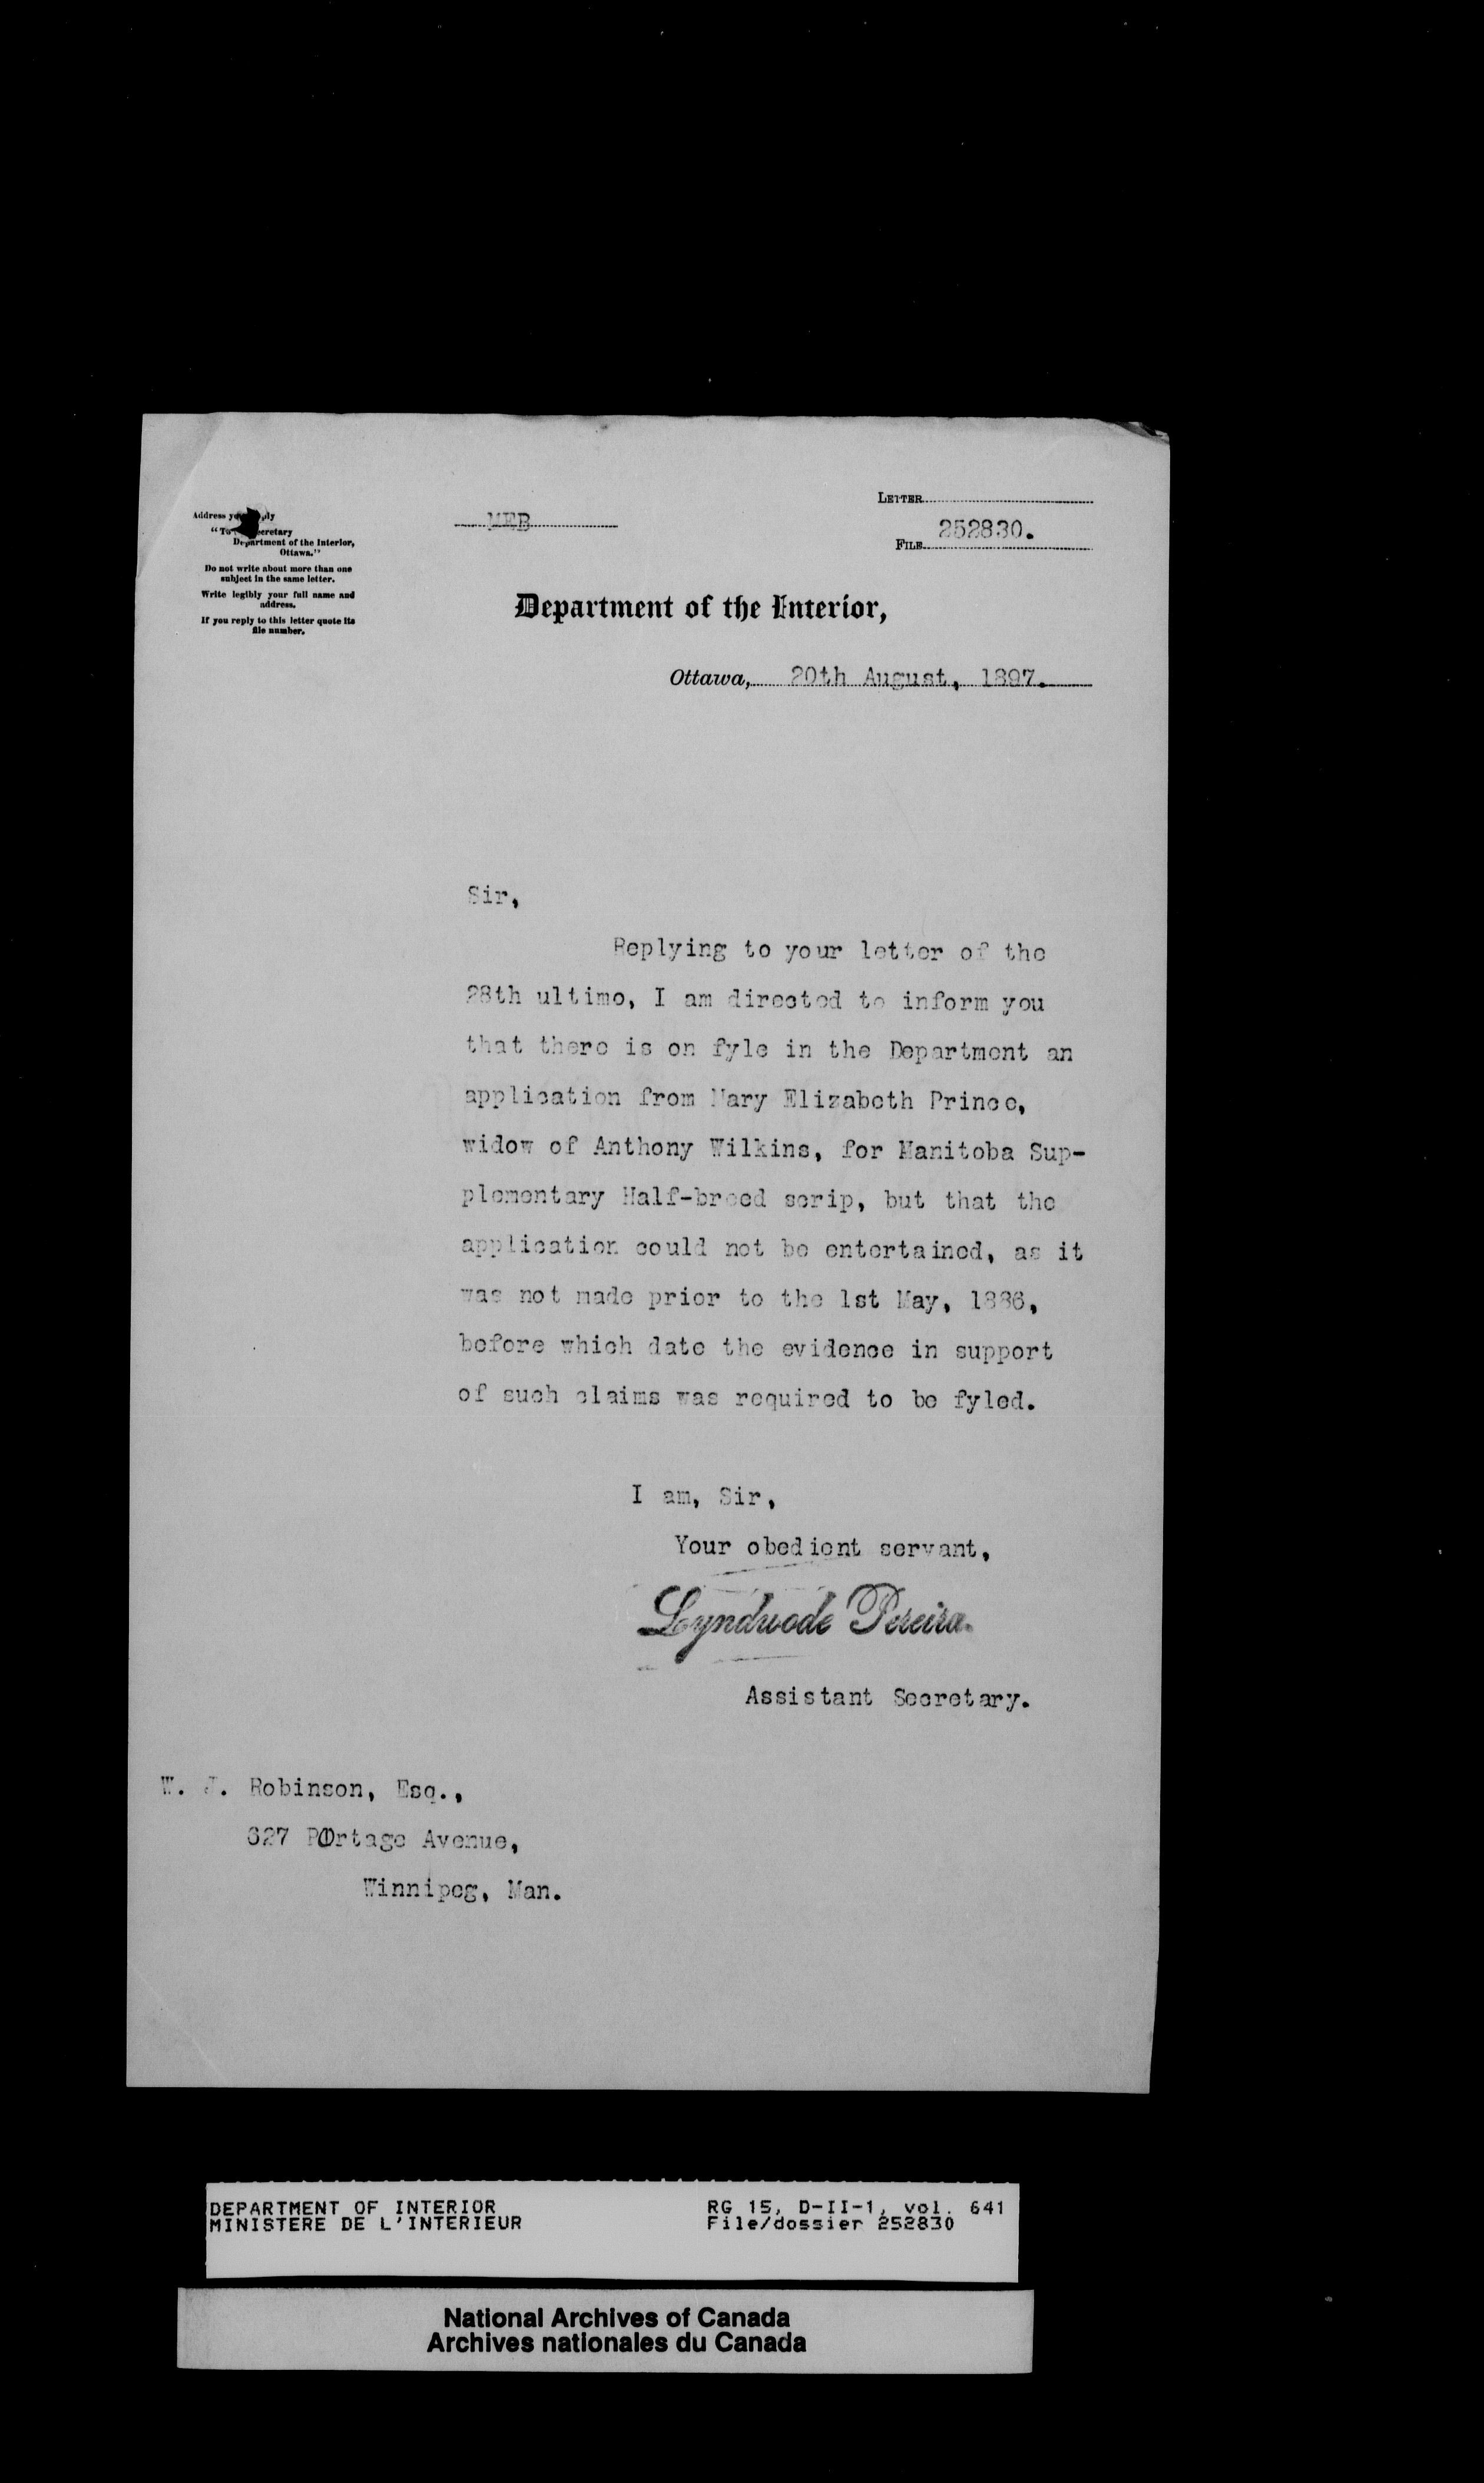 LETTER
MEB
252830.
FILE
Address your reply
"To the Secretary
Department of the Interior,
Ottawa."
Do not write about more than one
subject in the same letter.
Write legibly your full name and
address.
If you reply to this letter quote its
file number.
Department of the Interior,
Ottawa, 20th August, 1897.
Sir,
Replying to your letter of the
28th ultimo, I am directed to inform you
that there is on fyle in the Department an
application from Mary Elizabeth Prince,
widow of Anthony Wilkins, for Manitoba Sup-
plementary Half-breed scrip, but that the
application could not be entertained, as it
was not made prior to the 1st May, 1886,
before which date the evidence in support
of such claims was required to be fyled.
I am, Sir,
Your obedient servant,
Lyndwode Pereira.
Assistant Secretary.
W. J. Robinson, Esq.,
627 Portage Avenue,
Winnipeg, Man.
DEPARTMENT OF INTERIOR
MINISTERE DE L'INTERIEUR
RG 15, D-II-1, vol. 641
File/dossier 252830
National Archives of Canada
Archives nationales du Canada